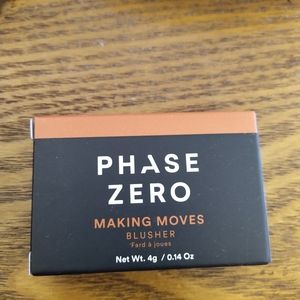 PHASE
ZERO
MAKING MOVES
BLUSHER
Fard à joues
Net Wt. 4g / 0.14 Oz